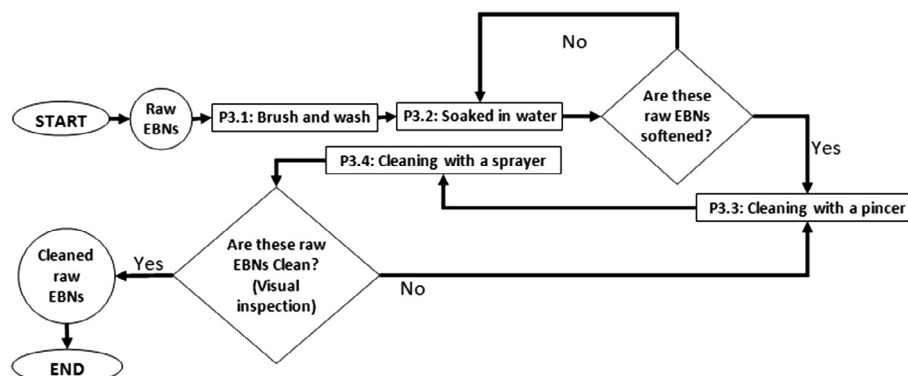 No
START
Raw
EBNs
P3.1: Brush and wash
P3.2: Soaked in water
Are these
raw EBNs
softened?
Yes
P3.4: Cleaning with a sprayer
P3.3: Cleaning with a pincer
Are these raw
EBNs Clean?
(Visual
inspection)
Yes
No
Cleaned
raw
EBNs
END